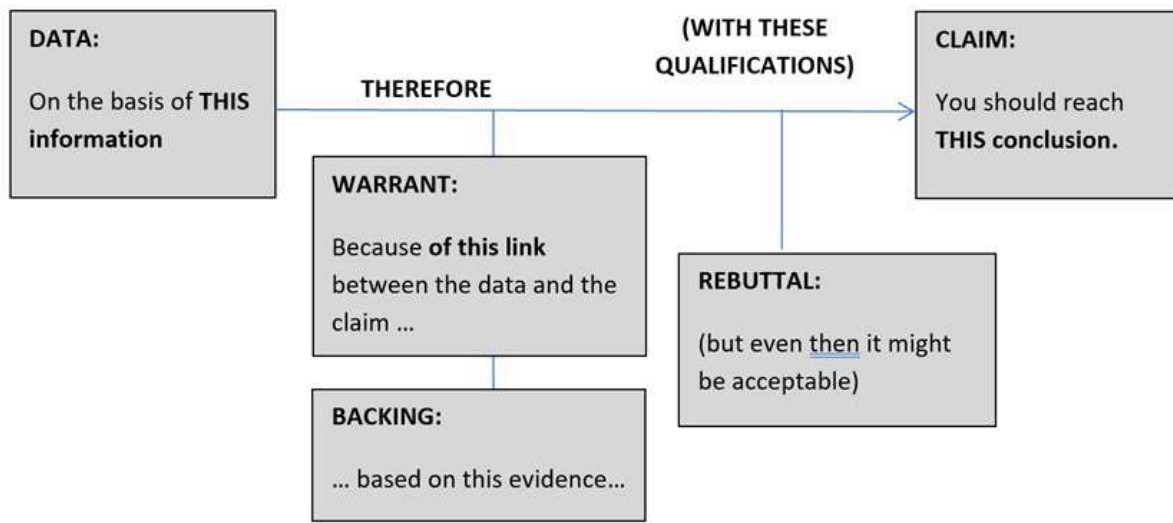 DATA:
On the basis of THIS
information
THEREFORE
(WITH THESE
QUALIFICATIONS)
CLAIM:
You should reach
THIS conclusion.
WARRANT:
Because of this link
between the data and the
claim …
REBUTTAL:
(but even then it might
be acceptable)
BACKING:
… based on this evidence…